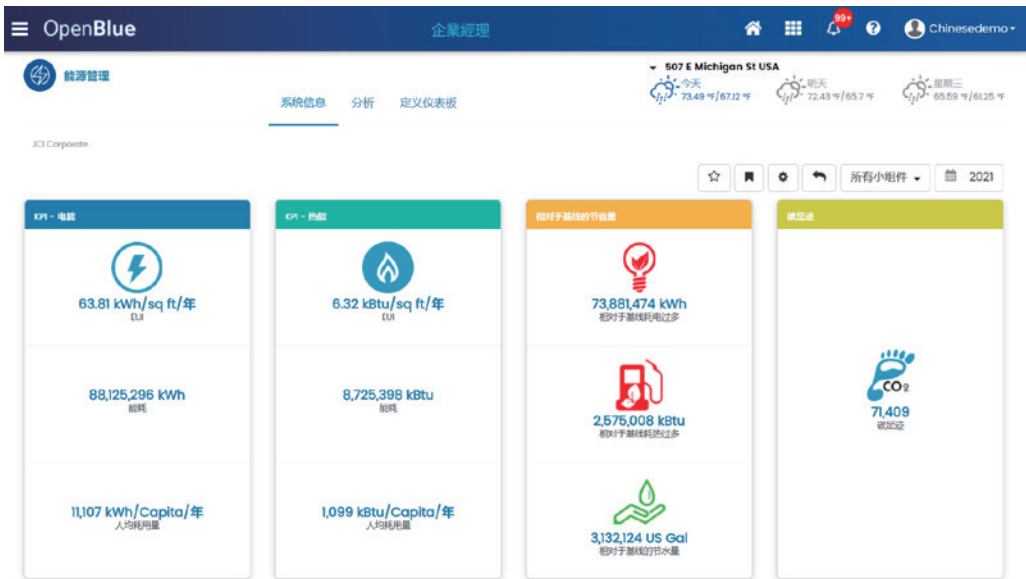 OpenBlue
企業經理
99+
Chinesedemo
能源管理
507 E Michigan St USA
今天
73.49 °F/67.12 °F
明天
72.43 °F/65.7 °F
星期三
65.59 °F/61.25 °F
系统信息
分析
定义仪表板
JCI Corporate
所有小组件
2021
KPI - 电能
63.81 kWh/sq ft/年
EUI
88,125,296 kWh
能耗
11,107 kWh/Capita/年
人均耗用量
KPI - 热能
6.32 kBtu/sq ft/年
EUI
8,725,398 kBtu
能耗
1,099 kBtu/Capita/年
人均耗用量
相对于基线的节省量
73,881,474 kWh
相对于基线耗电过多
2,575,008 kBtu
相对于基线耗热过多
3,132,124 US Gal
相对于基线的节水量
碳足迹
CO2
71,409
碳足迹